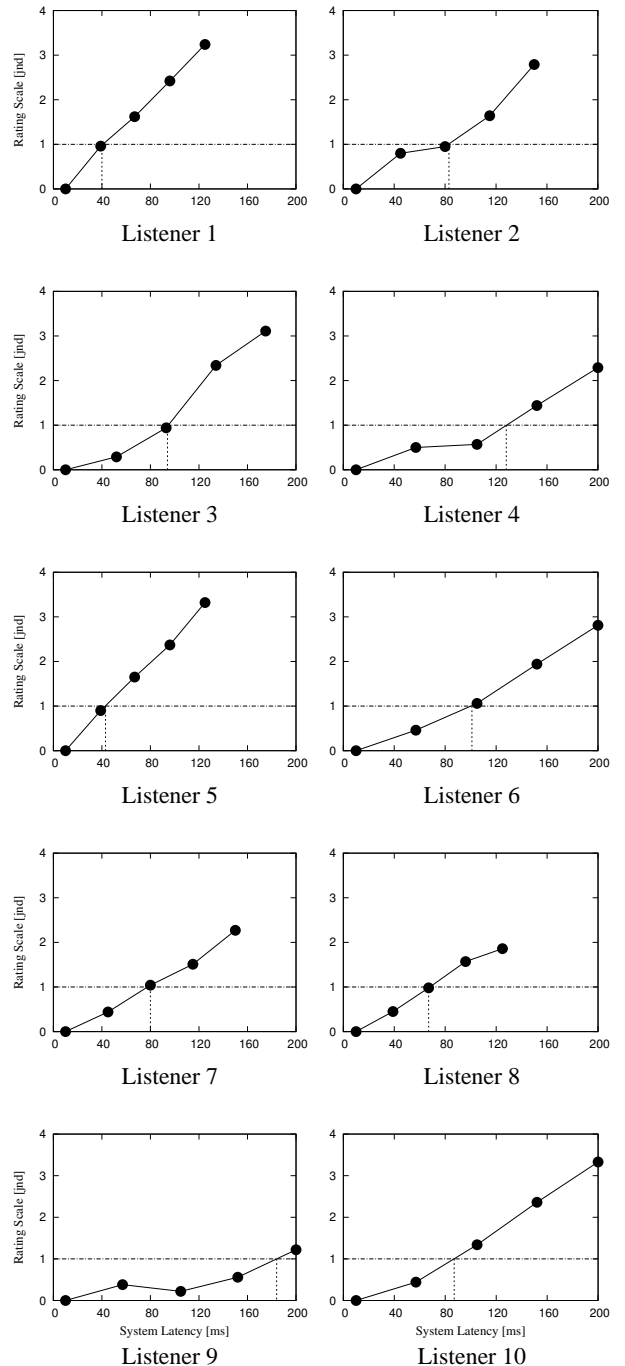 4
3
2
1
0
Rating Scale [jnd]
0 40 80 120 160 200
Listener 1
4
3
2
1
0
0 40 80 120 160 200
Listener 2
4
3
2
1
0
Rating Scale [jnd]
0 40 80 120 160 200
Listener 3
4
3
2
1
0
0 40 80 120 160 200
Listener 4
4
3
2
1
0
Rating Scale [jnd]
0 40 80 120 160 200
Listener 5
4
3
2
1
0
0 40 80 120 160 200
Listener 6
4
3
2
1
0
Rating Scale [jnd]
0 40 80 120 160 200
Listener 7
4
3
2
1
0
0 40 80 120 160 200
Listener 8
4
3
2
1
0
Rating Scale [jnd]
0 40 80 120 160 200
System Latency [ms]
Listener 9
4
3
2
1
0
0 40 80 120 160 200
System Latency [ms]
Listener 10